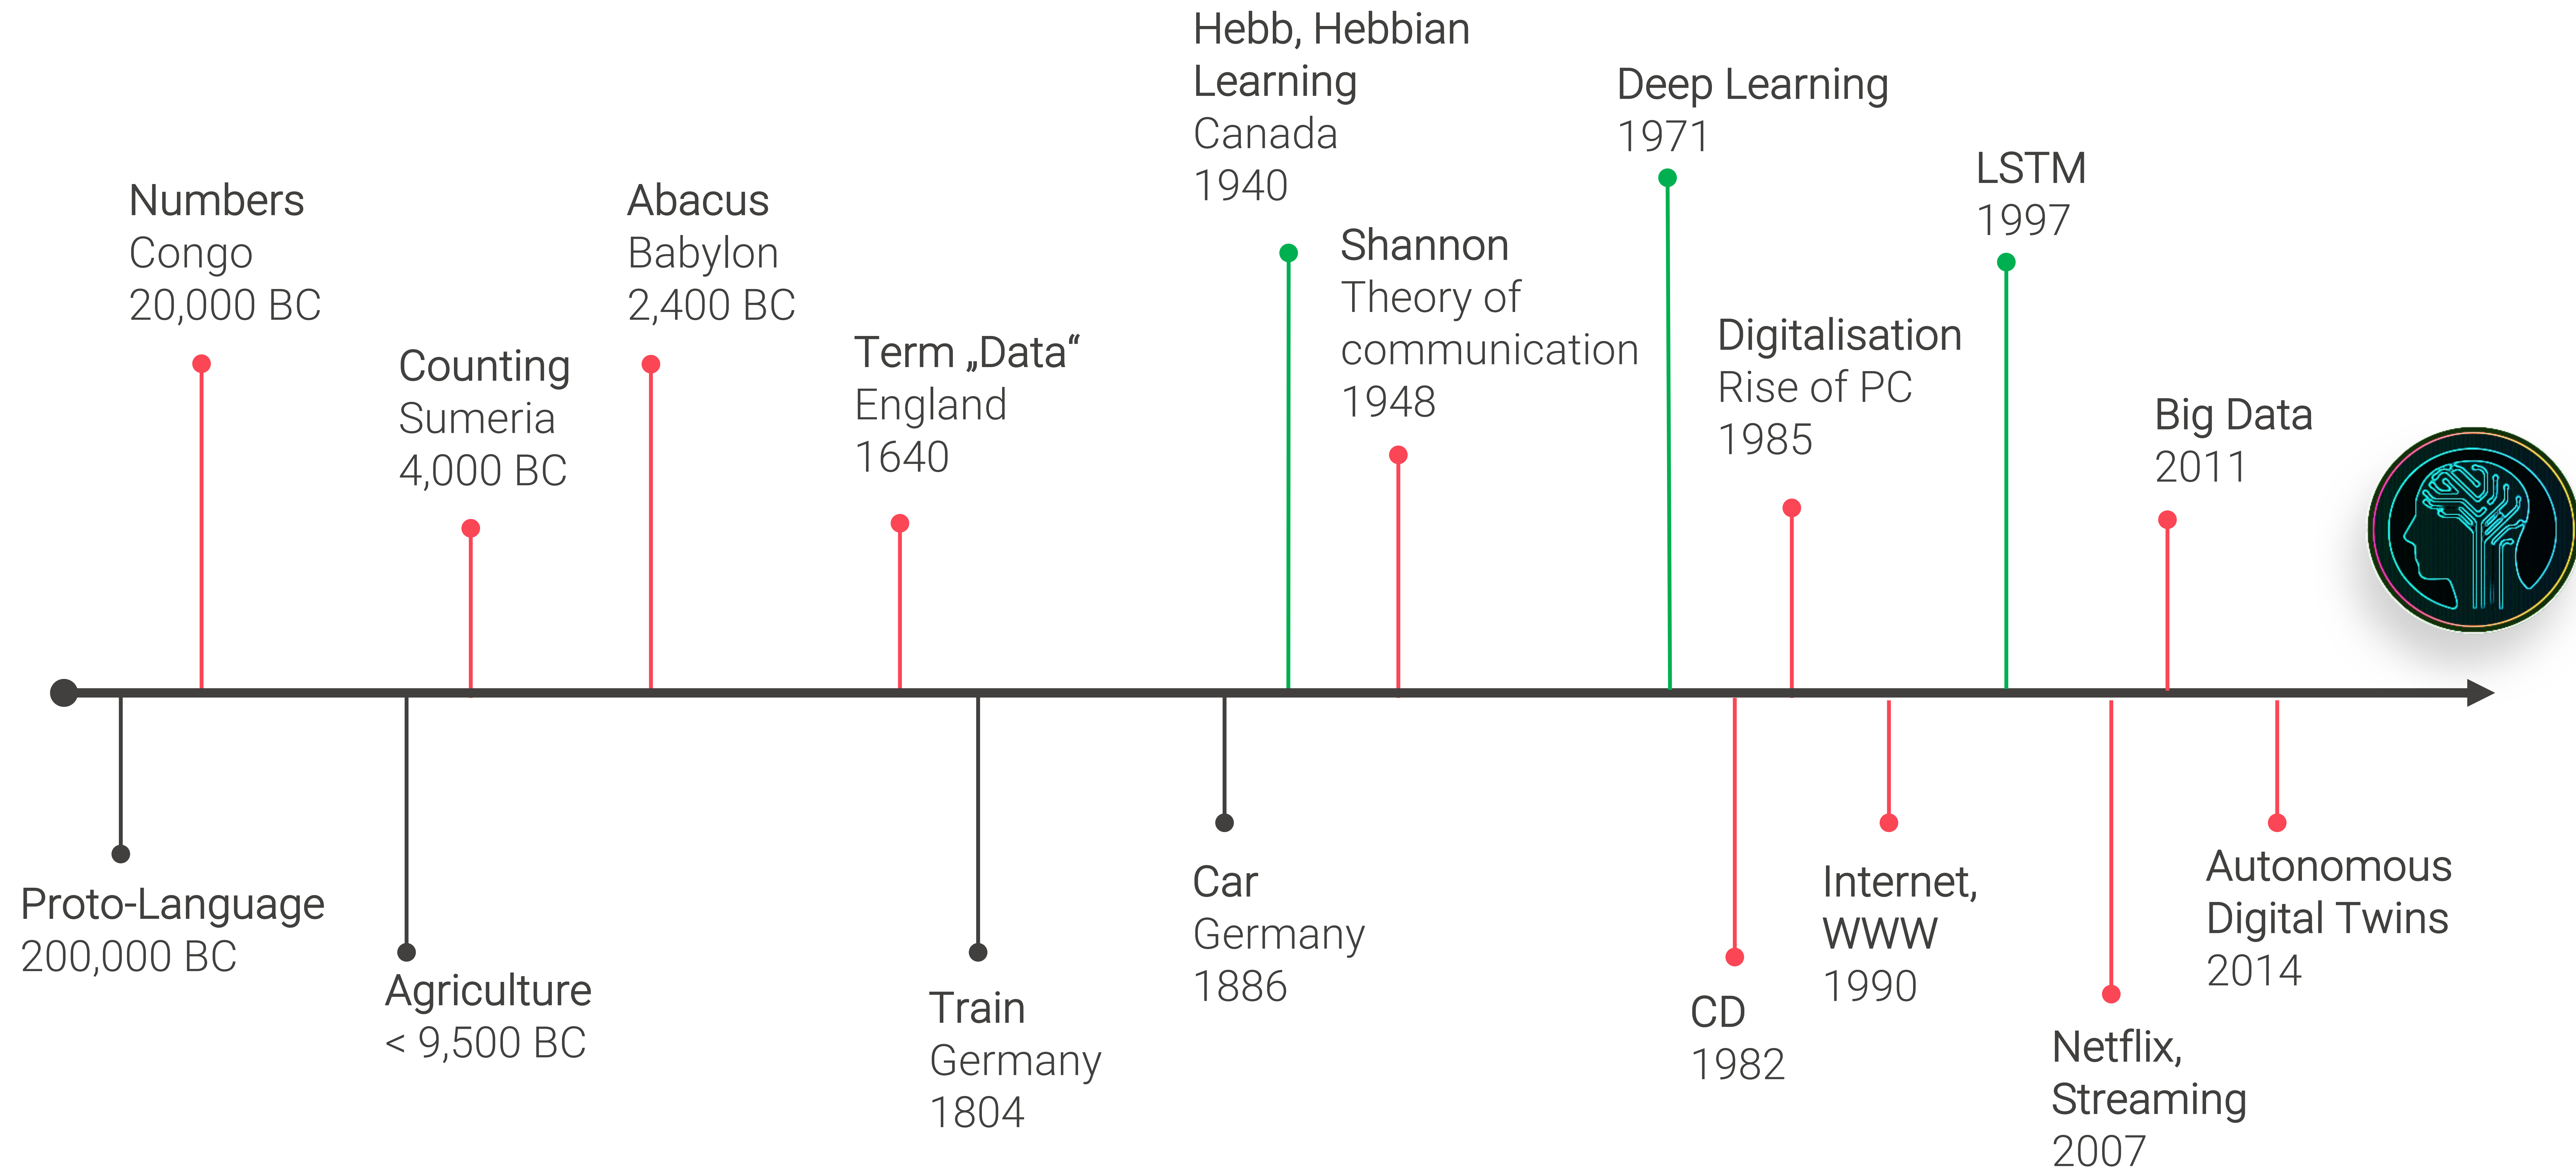 Hebb, Hebbian
Learning
Canada
1940
Deep Learning
1971
LSTM
1997
Numbers
Congo
20,000 BC
Abacus
Babylon
2,400 BC
Shannon
Theory of
communication
1948
Counting
Sumeria
4,000 BC
Term „Data“
England
1640
Digitalisation
Rise of PC
1985
Big Data
2011
Proto-Language
200,000 BC
Agriculture
< 9,500 BC
Train
Germany
1804
Car
Germany
1886
CD
1982
Internet,
WWW
1990
Netflix,
Streaming
2007
Autonomous
Digital Twins
2014